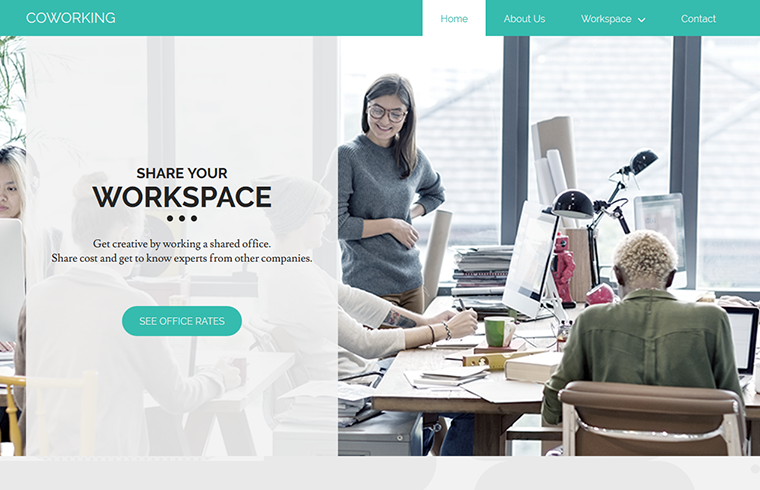 COWORKING
Home
About Us
Workspace
Contact
SHARE YOUR
WORKSPACE
Get creative by working a shared office.
Share cost and get to know experts from other companies.
SEE OFFICE RATES